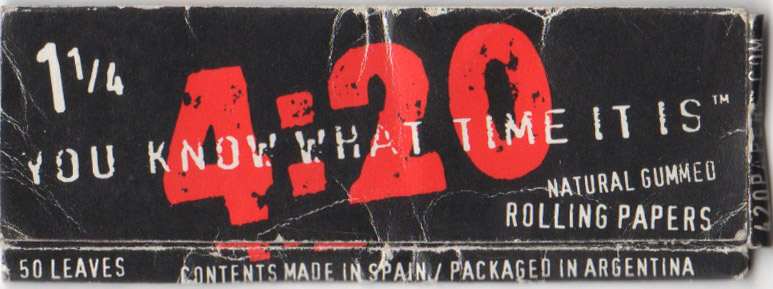 1 1/4
4:20
YOU KNOW WHAT TIME IT IS™
NATURAL GUMMED
ROLLING PAPERS
50 LEAVES
CONTENTS MADE IN SPAIN / PACKAGED IN ARGENTINA